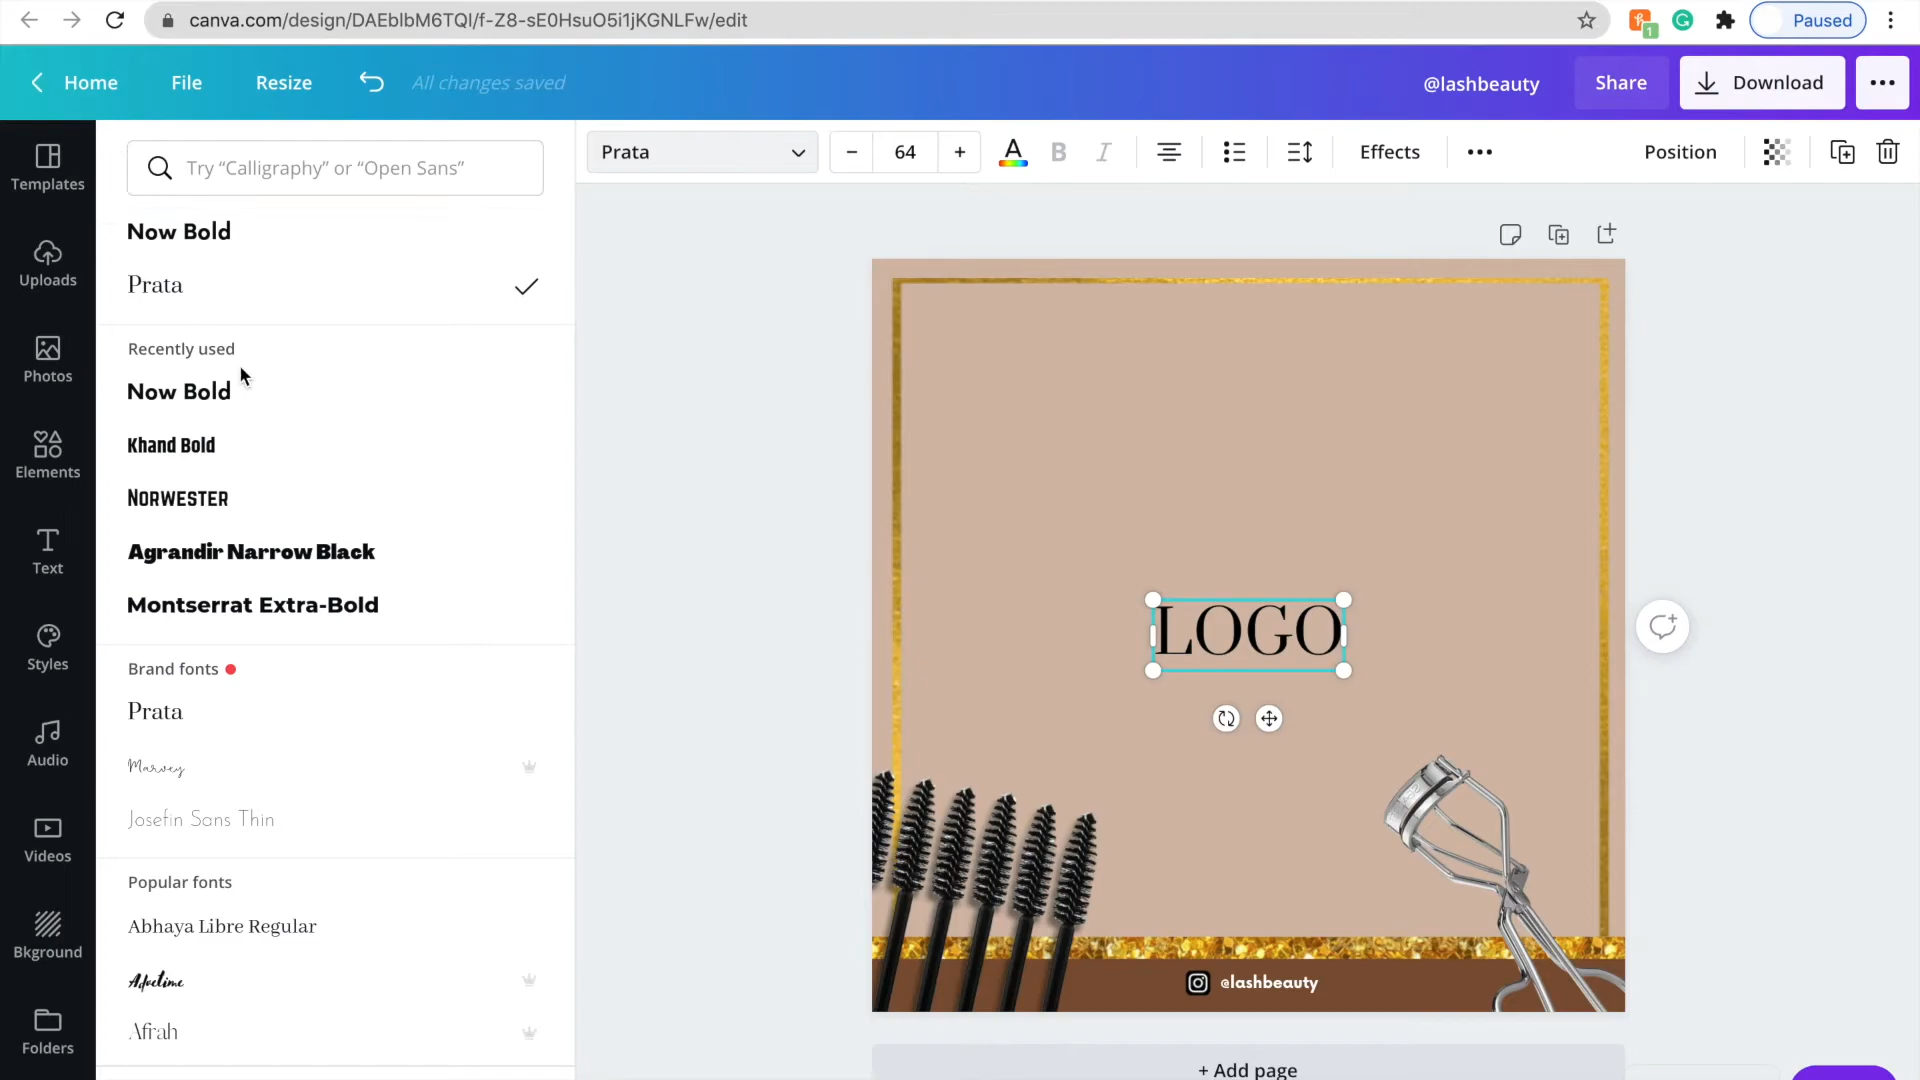 canva.com/design/DAEblbM6TQI/f-Z8-sE0HsuO5i1jKGNLFw/edit
1
Paused
Home
File
Resize
All changes saved
@lashbeauty
Share
Download
Templates
Uploads
Photos
Elements
Text
Styles
Audio
Videos
Bkground
Folders
Try “Calligraphy” or “Open Sans”
Now Bold
Prata
Recently used
Now Bold
Khand Bold
NORWESTER
Agrandir Narrow Black
Montserrat Extra-Bold
Brand fonts
Prata
Marvey
Josefin Sans Thin
Popular fonts
Abhaya Libre Regular
Adectime
Afrah
Prata
− 64 +
A B I
Effects
Position
LOGO
@lashbeauty
+ Add page